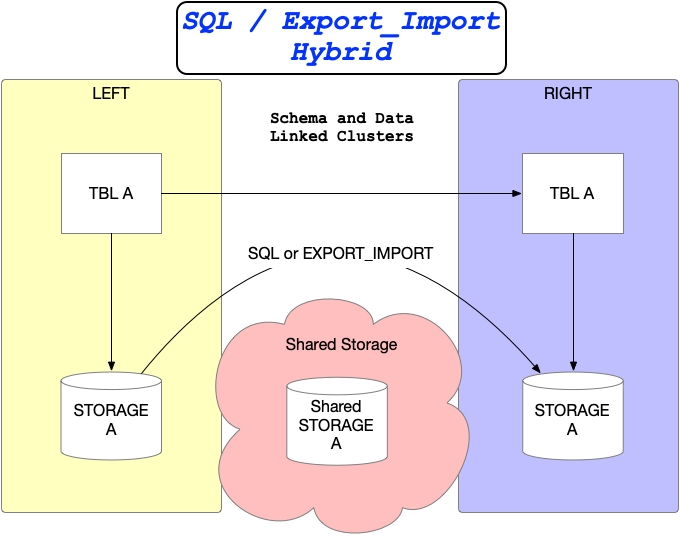 SQL / Export_Import
Hybrid
LEFT
RIGHT
Schema and Data
Linked Clusters
TBL A
TBL A
SQL or EXPORT_IMPORT
Shared Storage
STORAGE
A
Shared
STORAGE
A
STORAGE
A